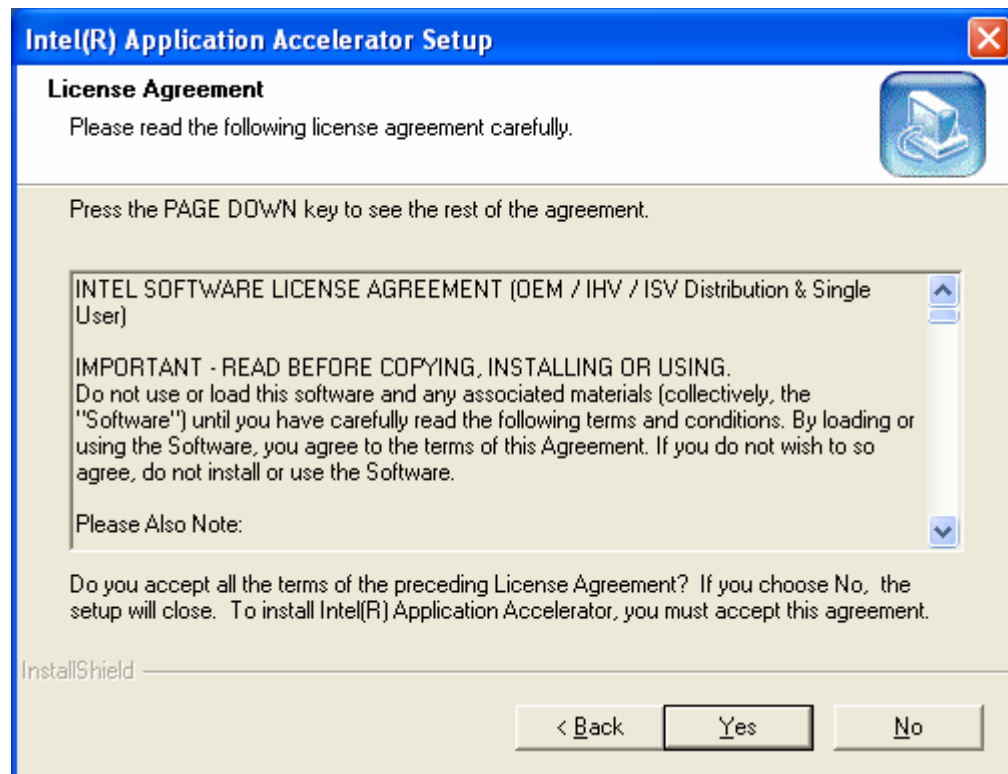 Intel(R) Application Accelerator Setup
License Agreement
Please read the following license agreement carefully.
Press the PAGE DOWN key to see the rest of the agreement.
INTEL SOFTWARE LICENSE AGREEMENT (OEM / IHV / ISV Distribution & Single
User)
IMPORTANT - READ BEFORE COPYING, INSTALLING OR USING.
Do not use or load this software and any associated materials (collectively, the
"Software") until you have carefully read the following terms and conditions. By loading or
using the Software, you agree to the terms of this Agreement. If you do not wish to so
agree, do not install or use the Software.
Please Also Note:
Do you accept all the terms of the preceding License Agreement?  If you choose No,  the
setup will close.  To install Intel(R) Application Accelerator, you must accept this agreement.
InstallShield
< Back Yes No